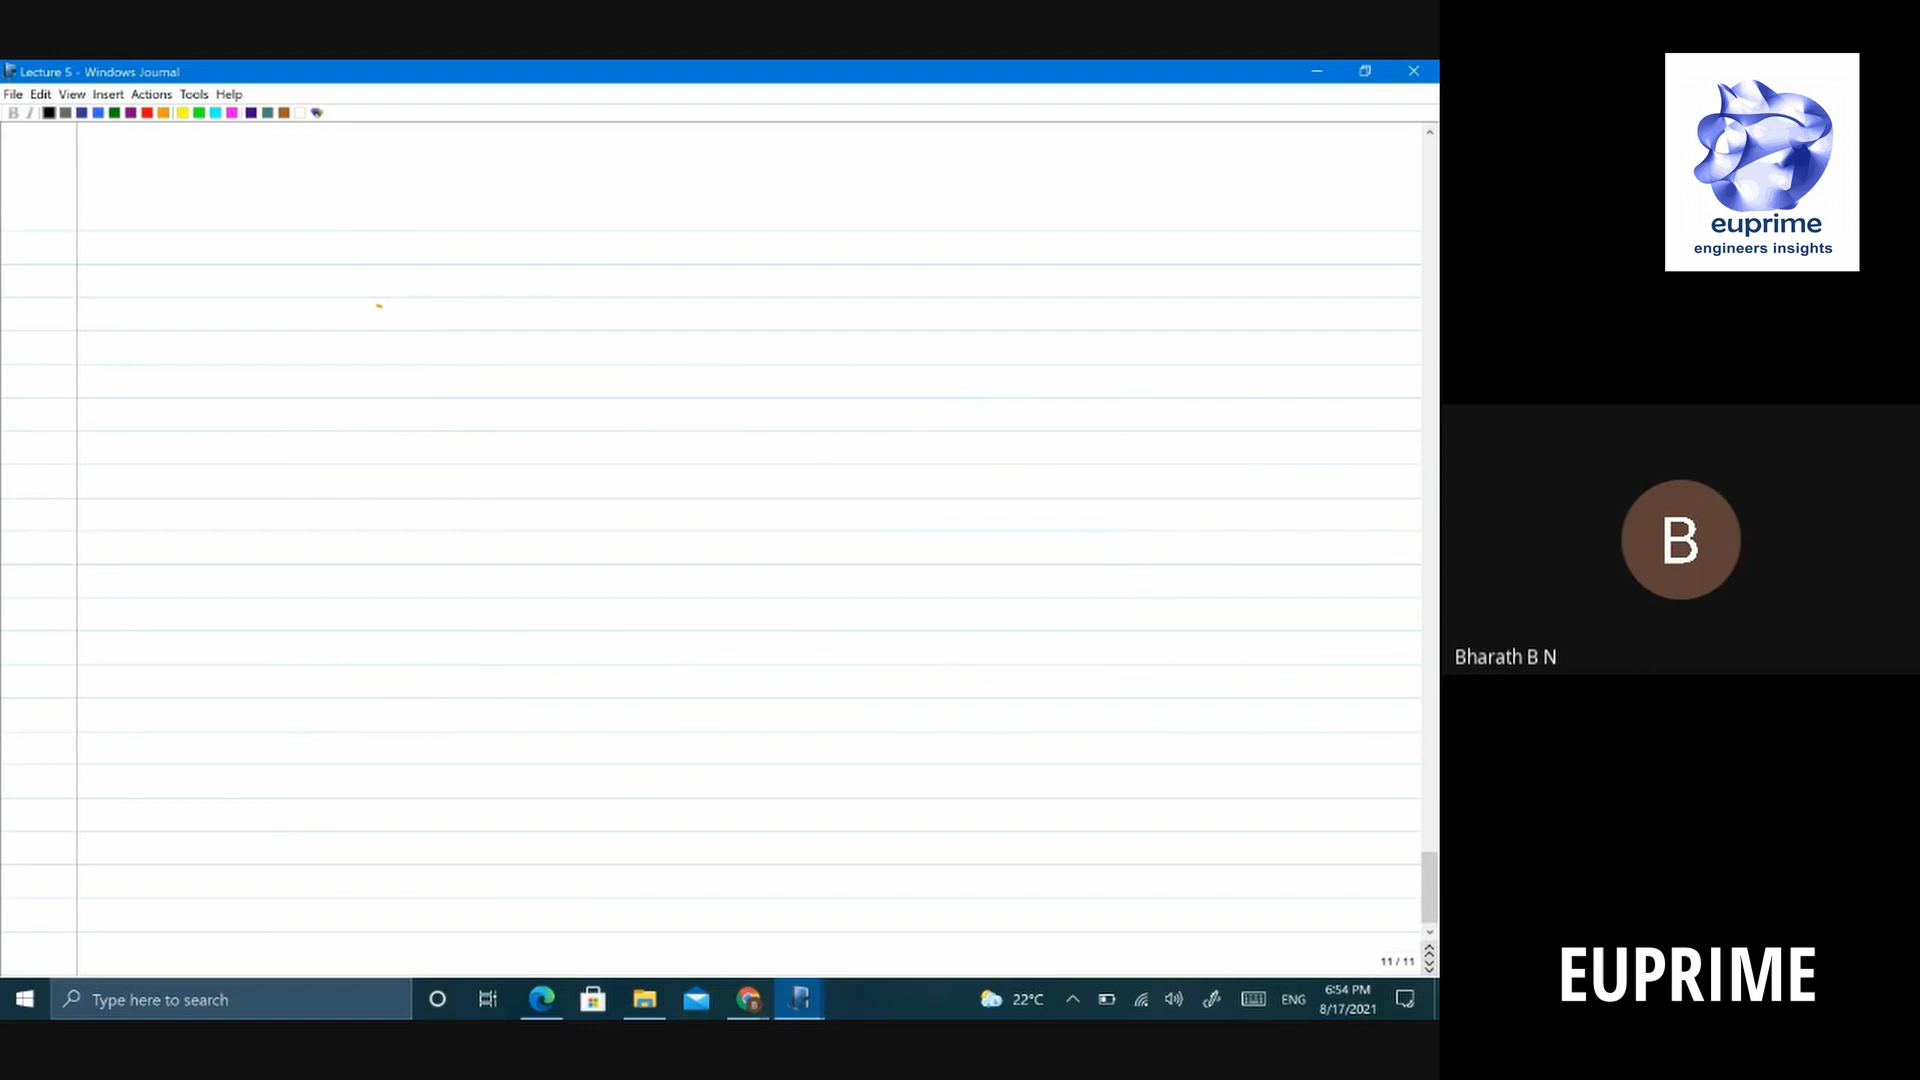 Lecture 5 - Windows Journal
File Edit View Insert Actions Tools Help
B I
11 / 11
Type here to search
22°C
ENG
6:54 PM
8/17/2021
euprime
engineers insights
B
Bharath B N
EUPRIME